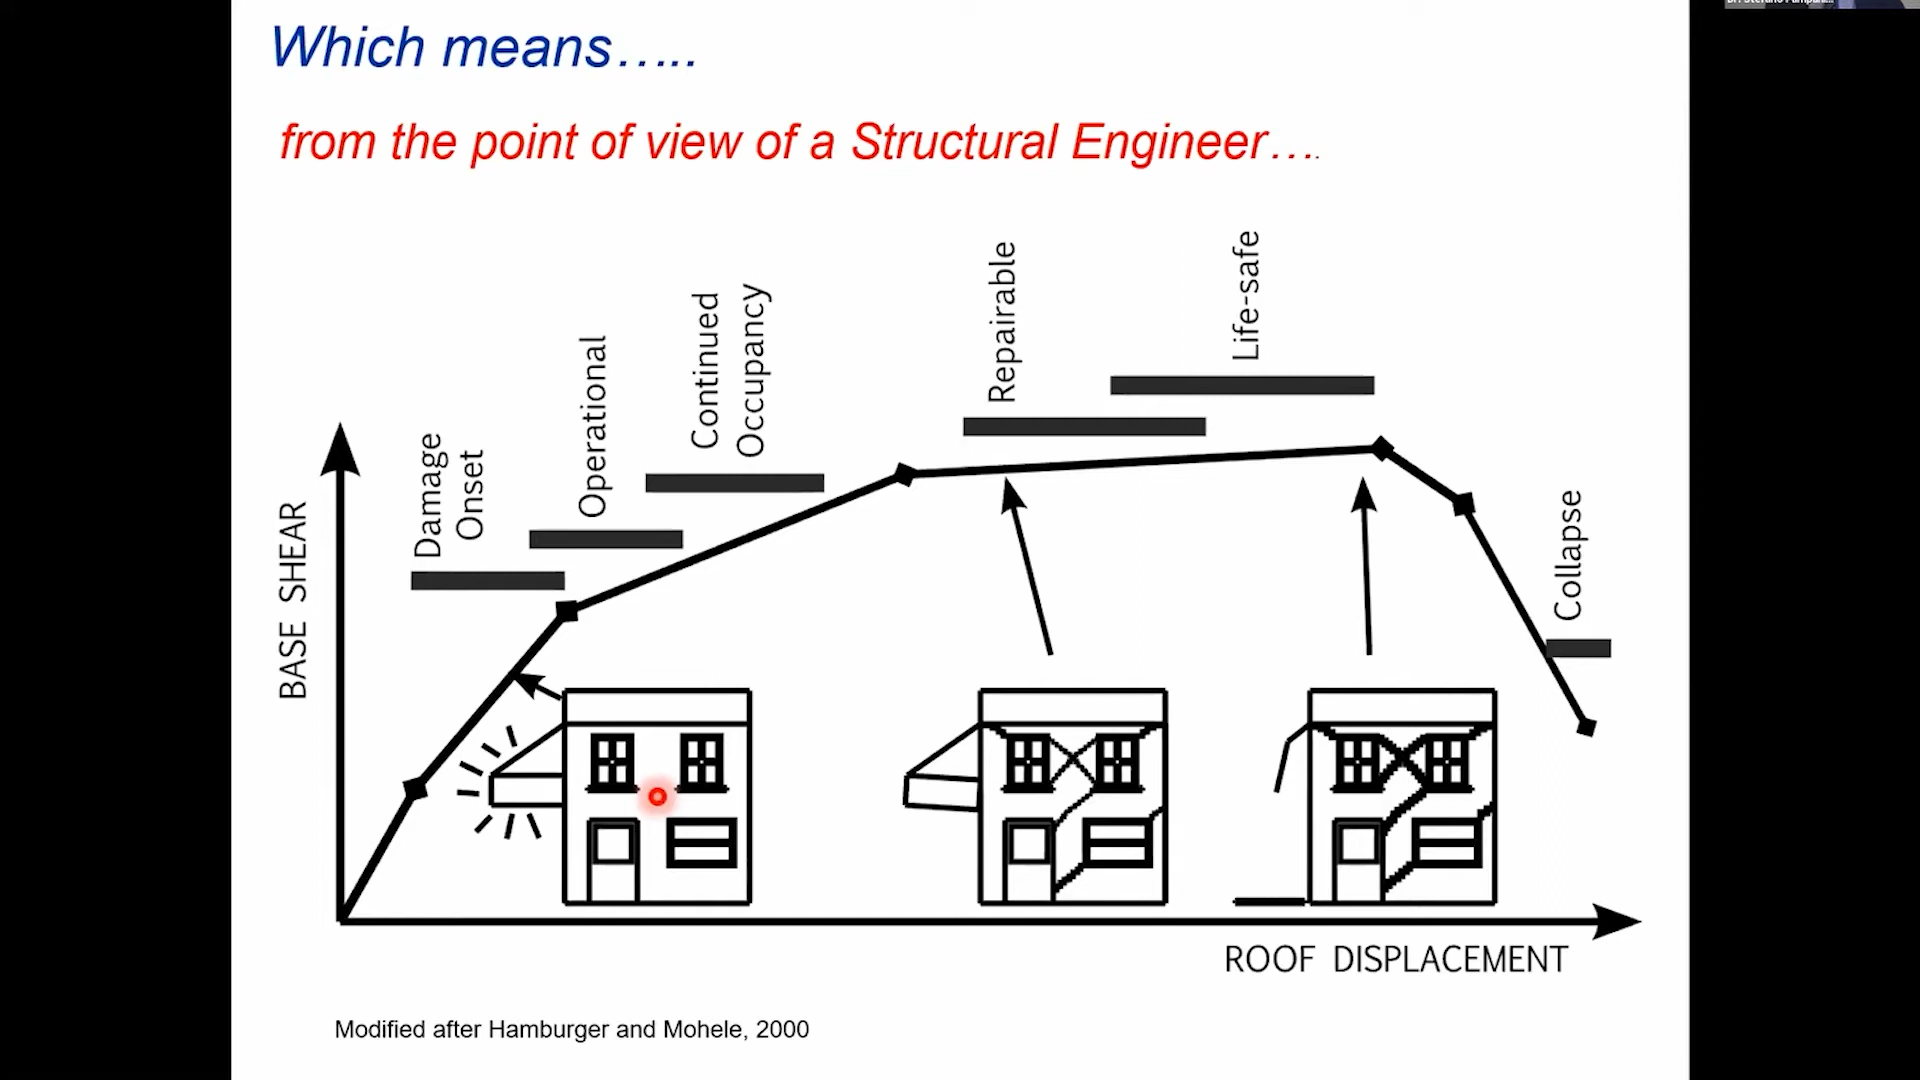 Which means…..
from the point of view of a Structural Engineer….
Damage
Onset
Operational
Continued
Occupancy
Repairable
Life-safe
Collapse
BASE SHEAR
ROOF DISPLACEMENT
Modified after Hamburger and Mohele, 2000